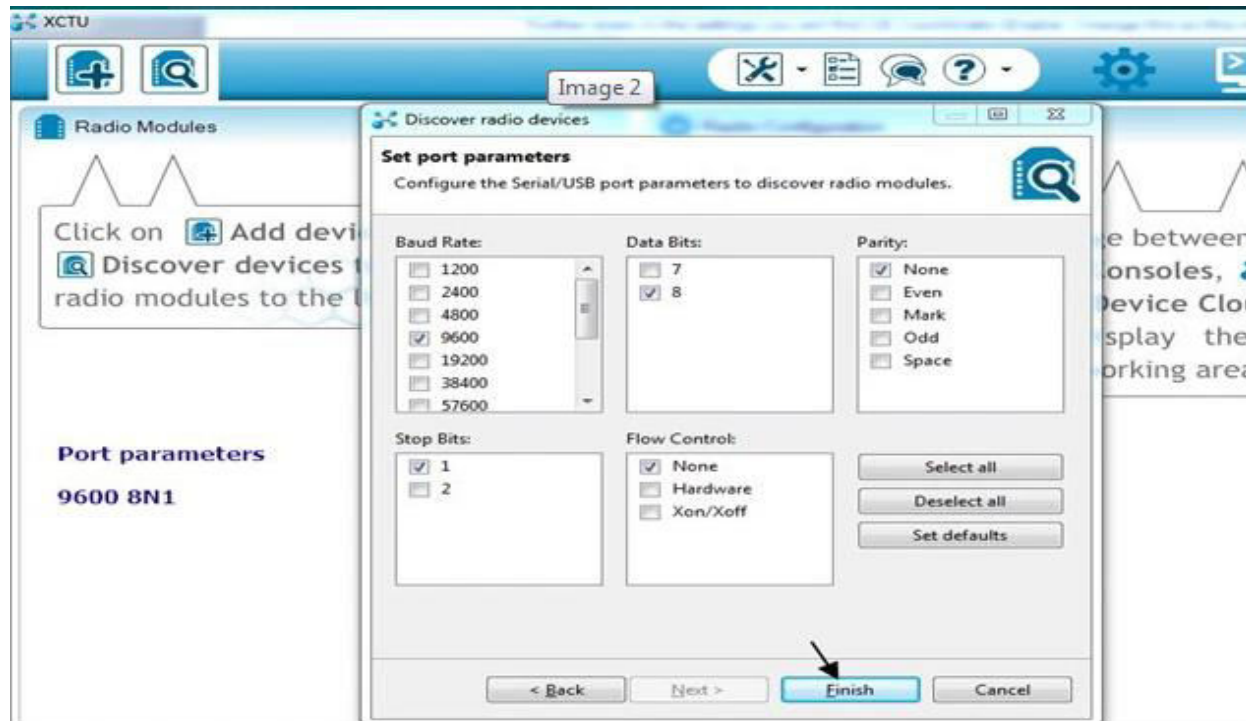 XCTU
Image 2
Radio Modules
Discover radio devices
Set port parameters
Configure the Serial/USB port parameters to discover radio modules.
Click on Add devi
Discover devices
radio modules to the
Baud Rate:
1200
2400
4800
9600
19200
38400
57600
Data Bits:
7
8
Parity:
None
Even
Mark
Odd
Space
e between
onsoles,
evice Clo
splay the
orking area
Port parameters
9600 8N1
Stop Bits:
1
2
Flow Control:
None
Hardware
Xon/Xoff
Select all
Deselect all
Set defaults
< Back
Next >
Finish
Cancel